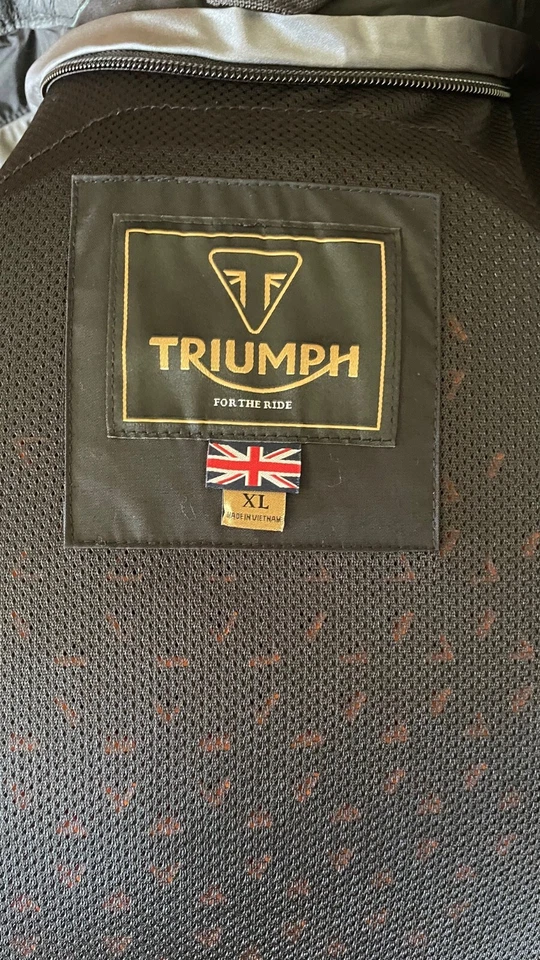 TRIUMPH
FOR THE RIDE
XL
MADE IN VIETNAM